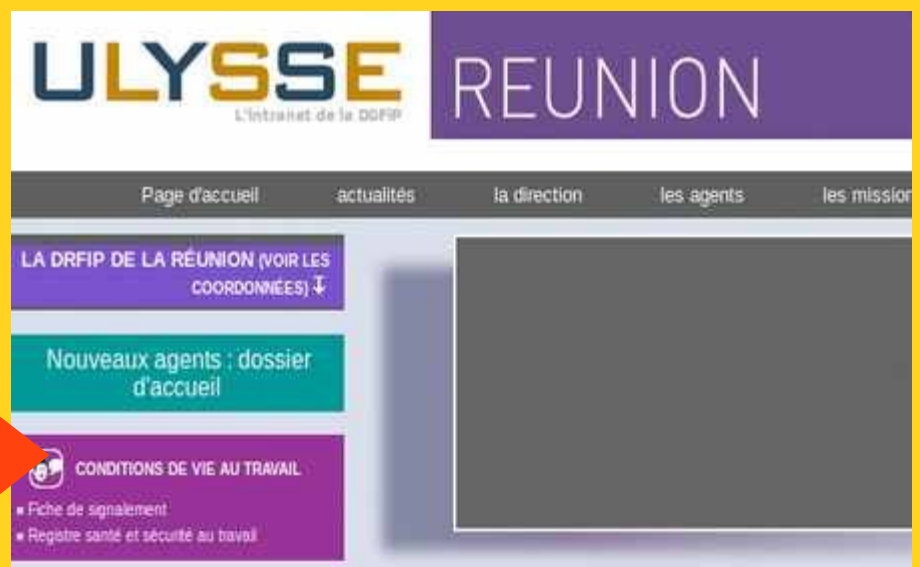 ULYSSE
L'intranet de la DGFiP
REUNION
Page d'accueil actualités la direction les agents les mission
LA DRFIP DE LA RÉUNION (VOIR LES
COORDONNÉES) ↧
Nouveaux agents : dossier
d'accueil
CONDITIONS DE VIE AU TRAVAIL
▪ Fiche de signalement
▪ Registre santé et sécurité au travail